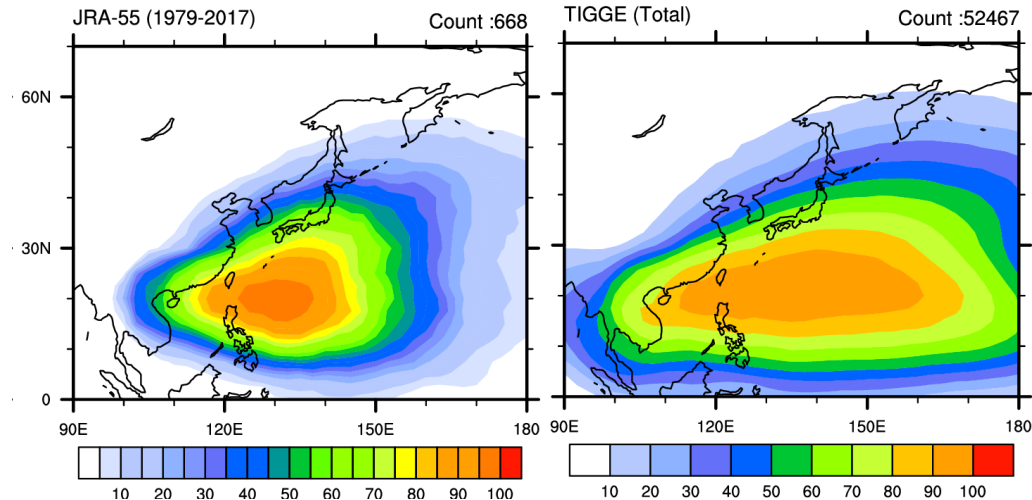 JRA-55 (1979-2017) Count :668
TIGGE (Total) Count :52467
60N
30N
0
90E 120E 150E 180
90E 120E 150E 180
10 20 30 40 50 60 70 80 90 100
10 20 30 40 50 60 70 80 90 100